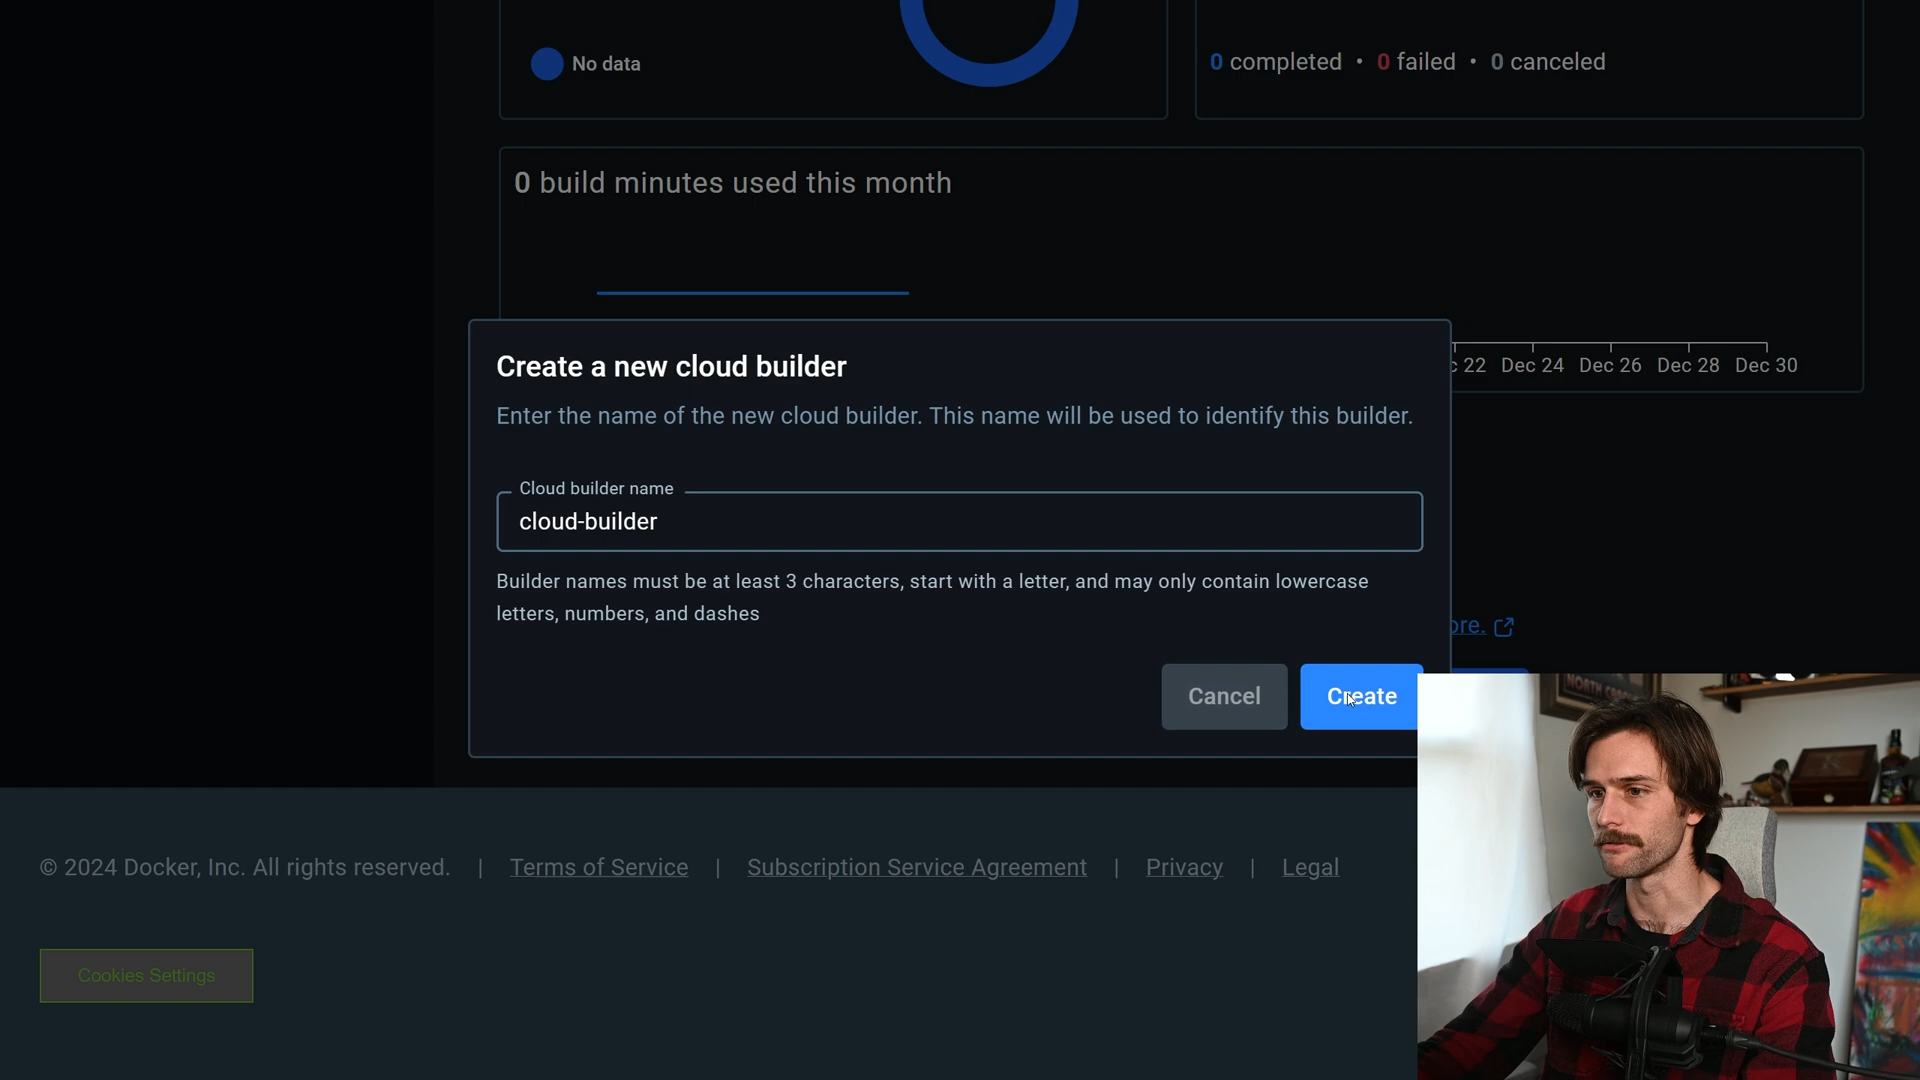 No data
0 completed • 0 failed • 0 canceled
0 build minutes used this month
22 Dec 24 Dec 26 Dec 28 Dec 30
Create a new cloud builder
Enter the name of the new cloud builder. This name will be used to identify this builder.
Cloud builder name
cloud-builder
Builder names must be at least 3 characters, start with a letter, and may only contain lowercase
letters, numbers, and dashes
ore.
Cancel
Create
NORTH
© 2024 Docker, Inc. All rights reserved. | Terms of Service | Subscription Service Agreement | Privacy | Legal
Cookies Settings